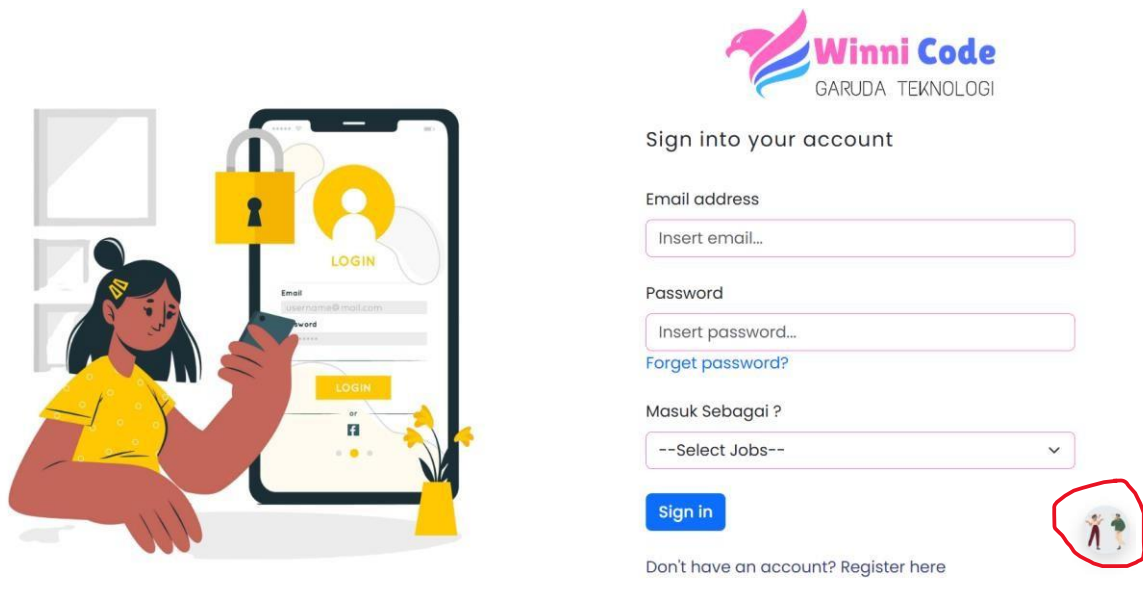 Winni Code
GARUDA TEKNOLOGI
Sign into your account
Email address
Insert email...
Password
Insert password...
Forget password?
Masuk Sebagai ?
--Select Jobs--
Sign in
Don't have an account? Register here
LOGIN
Email
username@mail.com
LOGIN
or